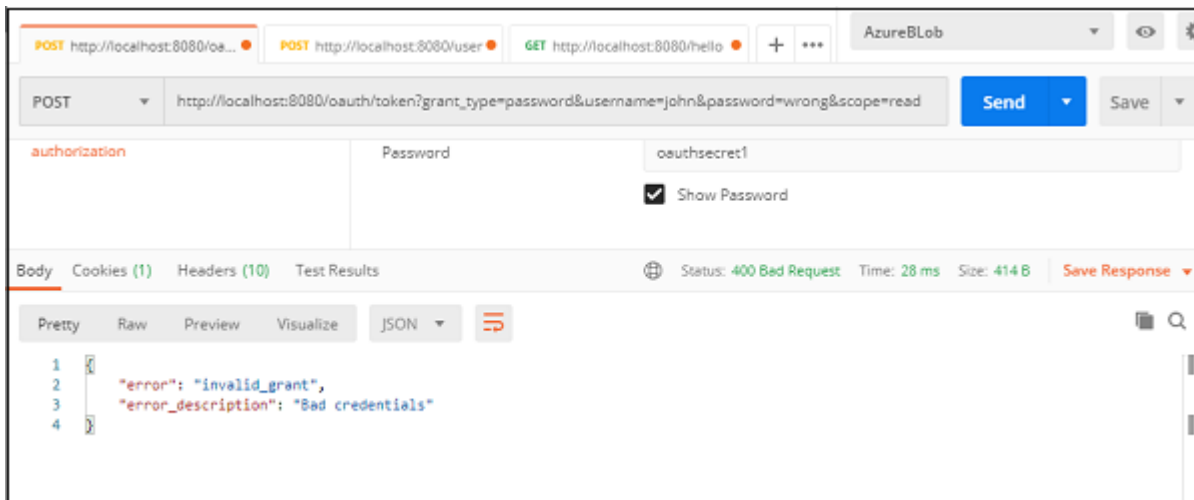 POST http://localhost:8080/oa... POST http://localhost:8080/user GET http://localhost:8080/hello + ••• AzureBLob
POST http://localhost:8080/oauth/token?grant_type=password&username=john&password=wrong&scope=read Send Save
authorization Password oauthsecret1
Show Password
Body Cookies (1) Headers (10) Test Results Status: 400 Bad Request Time: 28 ms Size: 414 B Save Response
Pretty Raw Preview Visualize JSON
1 {
2 "error": "invalid_grant",
3 "error_description": "Bad credentials"
4 }